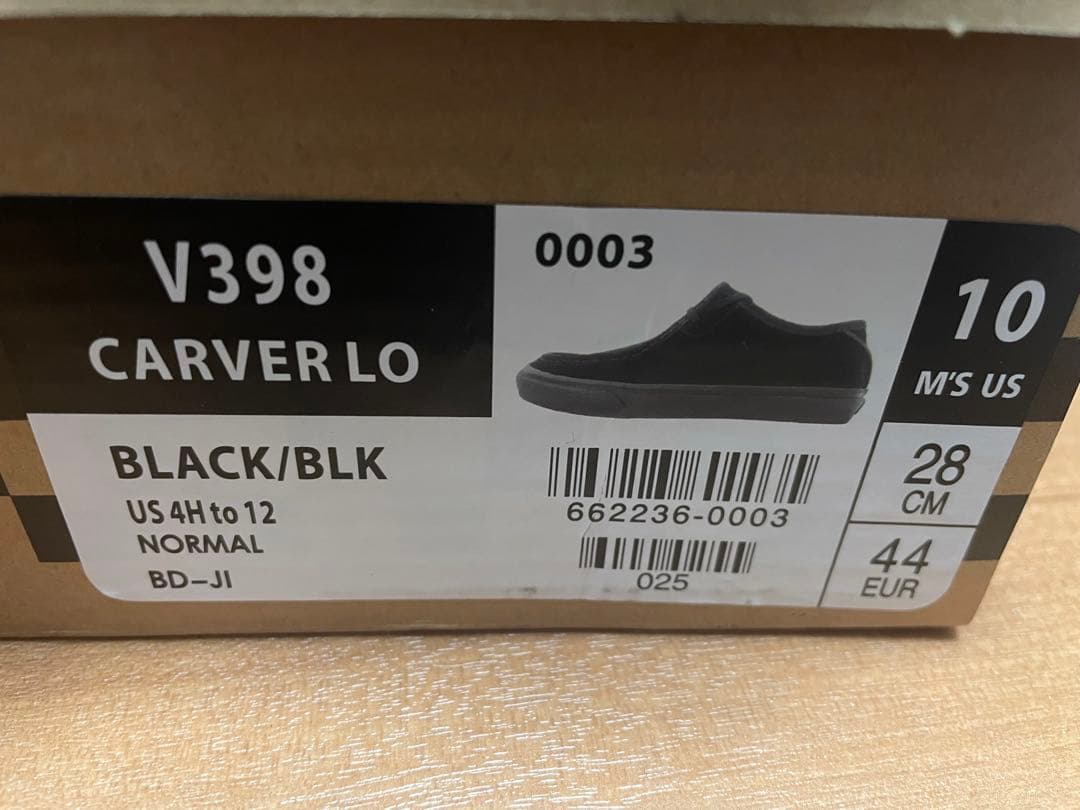 V398
CARVER LO
BLACK/BLK
US 4H to 12
NORMAL
BD-JI
0003
662236-0003
025
10
M'S US
28
CM
44
EUR